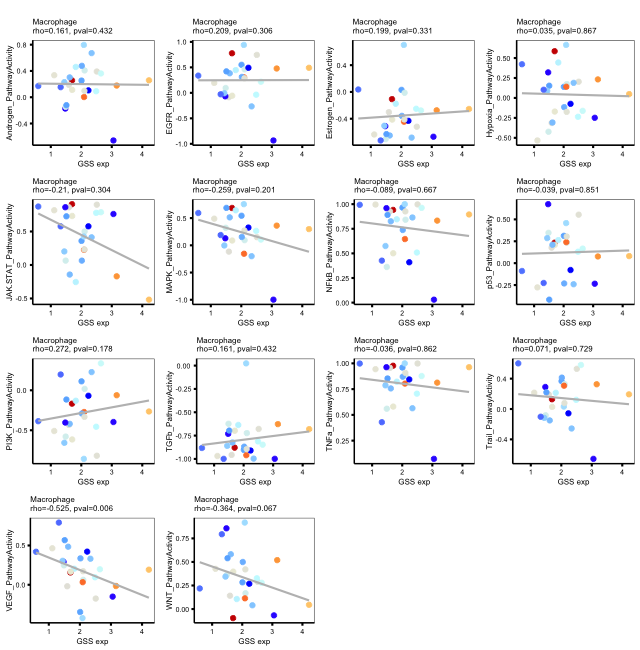 Macrophage
rho=0.161, pval=0.432
Androgen_PathwayActivity
0.8
0.4
0.0
-0.4
1 2 3 4
GSS exp
Macrophage
rho=0.209, pval=0.306
EGFR_PathwayActivity
1.0
0.5
0.0
-0.5
-1.0
1 2 3 4
GSS exp
Macrophage
rho=0.199, pval=0.331
Estrogen_PathwayActivity
0.4
0.0
-0.4
1 2 3 4
GSS exp
Macrophage
rho=0.035, pval=0.867
Hypoxia_PathwayActivity
0.50
0.25
0.00
-0.25
-0.50
1 2 3 4
GSS exp
Macrophage
rho=-0.21, pval=0.304
JAK-STAT_PathwayActivity
0.5
0.0
-0.5
1 2 3 4
GSS exp
Macrophage
rho=-0.259, pval=0.201
MAPK_PathwayActivity
0.5
0.0
-0.5
-1.0
1 2 3 4
GSS exp
Macrophage
rho=-0.089, pval=0.667
NFkB_PathwayActivity
1.00
0.75
0.50
0.25
0.00
1 2 3 4
GSS exp
Macrophage
rho=-0.039, pval=0.851
p53_PathwayActivity
0.50
0.25
0.00
-0.25
1 2 3 4
GSS exp
Macrophage
rho=0.272, pval=0.178
PI3K_PathwayActivity
0.0
-0.5
1 2 3 4
GSS exp
Macrophage
rho=0.161, pval=0.432
TGFb_PathwayActivity
0.00
-0.25
-0.50
-0.75
-1.00
1 2 3 4
GSS exp
Macrophage
rho=-0.036, pval=0.862
TNFa_PathwayActivity
1.00
0.75
0.50
0.25
1 2 3 4
GSS exp
Macrophage
rho=0.071, pval=0.729
Trail_PathwayActivity
0.4
0.0
-0.4
1 2 3 4
GSS exp
Macrophage
rho=-0.525, pval=0.006
VEGF_PathwayActivity
0.5
0.0
1 2 3 4
GSS exp
Macrophage
rho=-0.364, pval=0.067
WNT_PathwayActivity
0.75
0.50
0.25
0.00
1 2 3 4
GSS exp